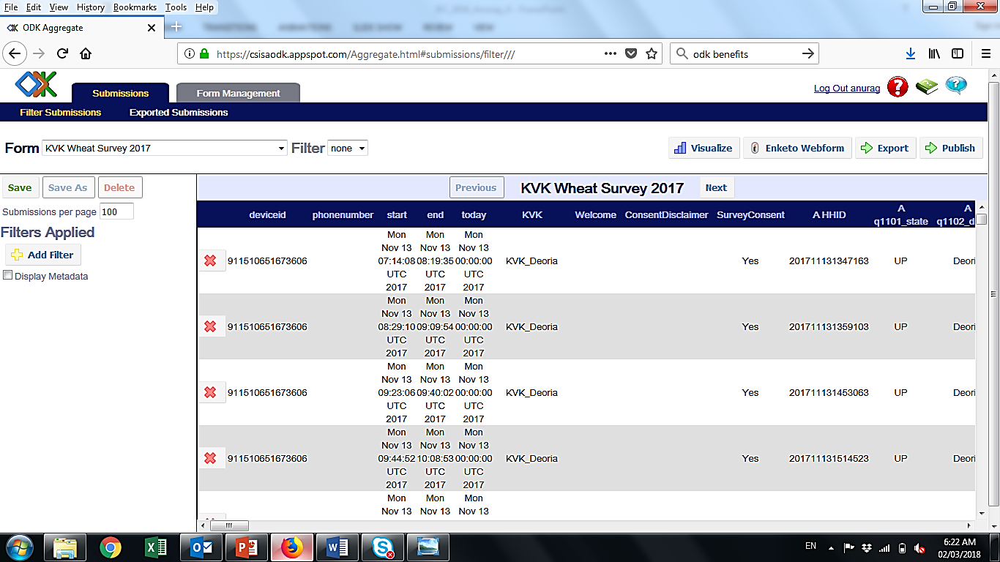 File Edit View History Bookmarks Tools Help
ODK Aggregate
TRANSITIONS ANIMATIONS SLIDE SHOW REVIEW VIEW
https://csisaodk.appspot.com/Aggregate.html#submissions/filter///
odk benefits
ODK
Submissions Form Management
Log Out anurag
Filter Submissions Exported Submissions
Form KVK Wheat Survey 2017 Filter none
Visualize Enketo Webform Export Publish
Save Save As Delete
Submissions per page 100
Filters Applied
Add Filter
Display Metadata
Previous KVK Wheat Survey 2017 Next
A A
deviceid phonenumber start end today KVK Welcome ConsentDisclaimer SurveyConsent A HHID
q1101_state q1102_d
Mon Mon Mon
Nov 13 Nov 13 Nov 13
911510651673606 07:14:08 08:19:35 00:00:00 KVK_Deoria Yes 201711131347163 UP Deori
UTC UTC UTC
2017 2017 2017
Mon Mon Mon
Nov 13 Nov 13 Nov 13
911510651673606 08:29:10 09:09:54 00:00:00 KVK_Deoria Yes 201711131359103 UP Deori
UTC UTC UTC
2017 2017 2017
Mon Mon Mon
Nov 13 Nov 13 Nov 13
911510651673606 09:23:06 09:40:02 00:00:00 KVK_Deoria Yes 201711131453063 UP Deori
UTC UTC UTC
2017 2017 2017
Mon Mon Mon
Nov 13 Nov 13 Nov 13
911510651673606 09:44:52 10:08:53 00:00:00 KVK_Deoria Yes 201711131514523 UP Deori
UTC UTC UTC
2017 2017 2017
Mon Mon Mon
Nov 13 Nov 13 Nov 13
EN
6:22 AM
02/03/2018